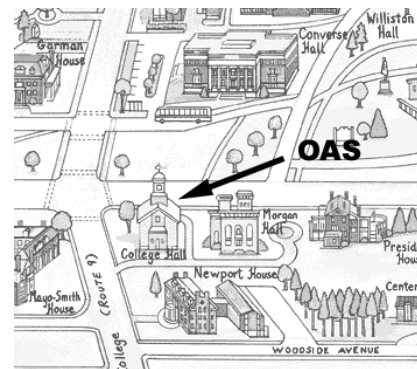 Williston
Hall
Converse
Hall
Garman
House
OAS
Morgan
Hall
College Hall
Presid
Hou
Newport House
Center
Mayo-Smith
House
College (ROUTE 9)
WOODSIDE AVENUE